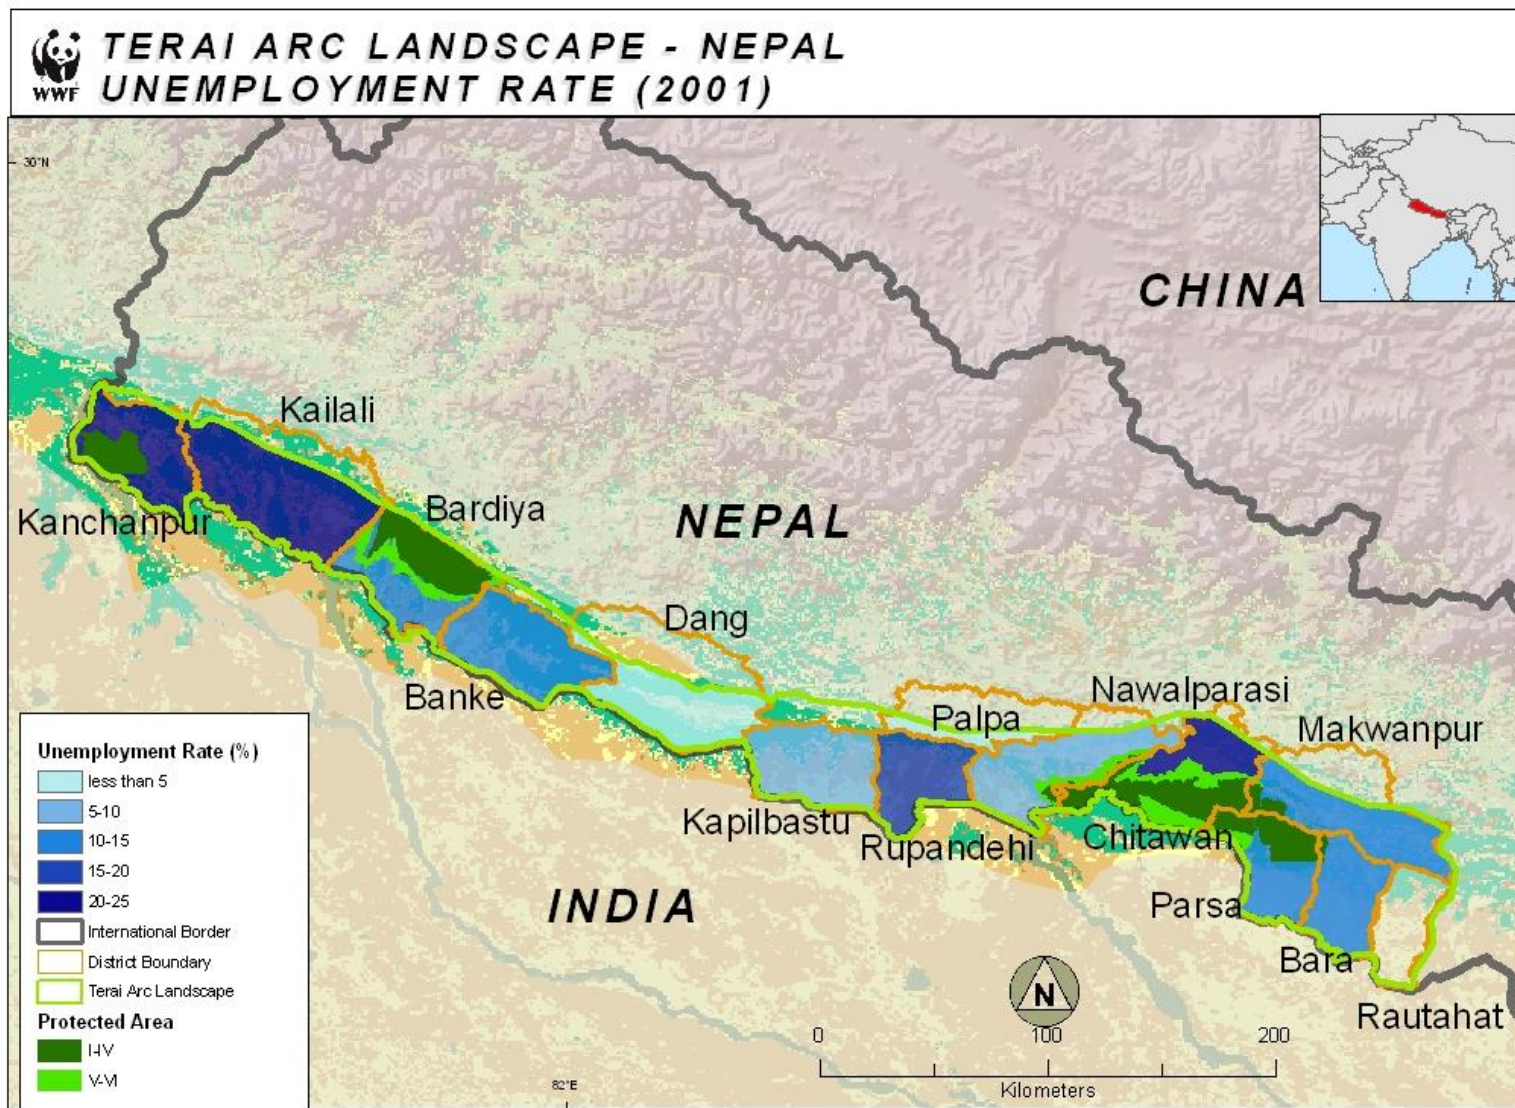 TERAI ARC LANDSCAPE - NEPAL
UNEMPLOYMENT RATE (2001)
WWF
30°N
CHINA
Kailali
Kanchanpur
Bardiya
NEPAL
Dang
Banke
Nawalparasi
Palpa
Makwanpur
Kapilbastu
Rupandehi
Chitawan
INDIA
Parsa
Bara
Rautahat
Unemployment Rate (%)
less than 5
5-10
10-15
15-20
20-25
International Border
District Boundary
Terai Arc Landscape
Protected Area
I-IV
V-VI
N
0 100 200
Kilometers
82°E